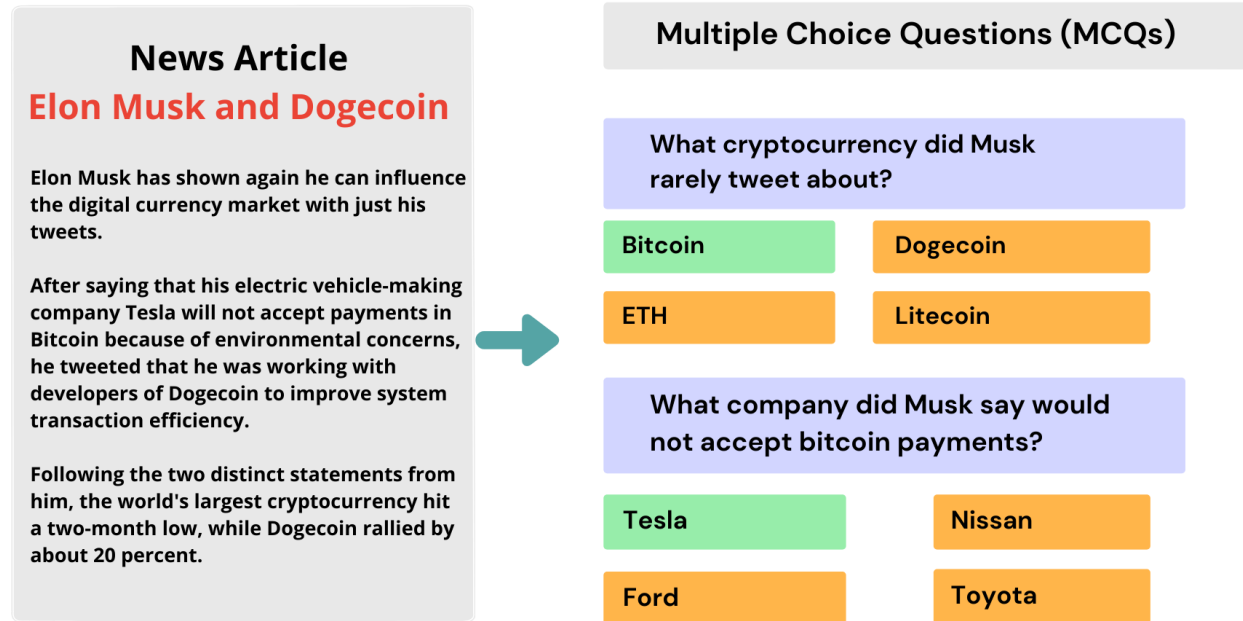 News Article
Elon Musk and Dogecoin
Elon Musk has shown again he can influence
the digital currency market with just his
tweets.
After saying that his electric vehicle-making
company Tesla will not accept payments in
Bitcoin because of environmental concerns,
he tweeted that he was working with
developers of Dogecoin to improve system
transaction efficiency.
Following the two distinct statements from
him, the world's largest cryptocurrency hit
a two-month low, while Dogecoin rallied by
about 20 percent.
Multiple Choice Questions (MCQs)
What cryptocurrency did Musk
rarely tweet about?
Bitcoin
Dogecoin
ETH
Litecoin
What company did Musk say would
not accept bitcoin payments?
Tesla
Nissan
Ford
Toyota